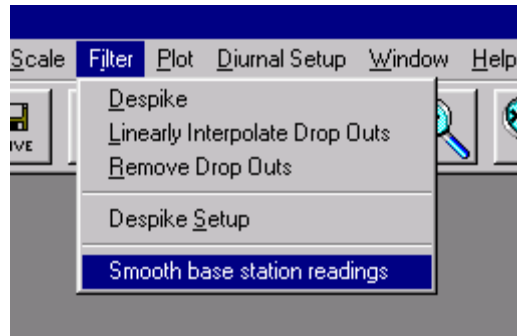 Scale Filter Plot Diurnal Setup Window Help
Despike
Linearly Interpolate Drop Outs
Remove Drop Outs
Despike Setup
Smooth base station readings